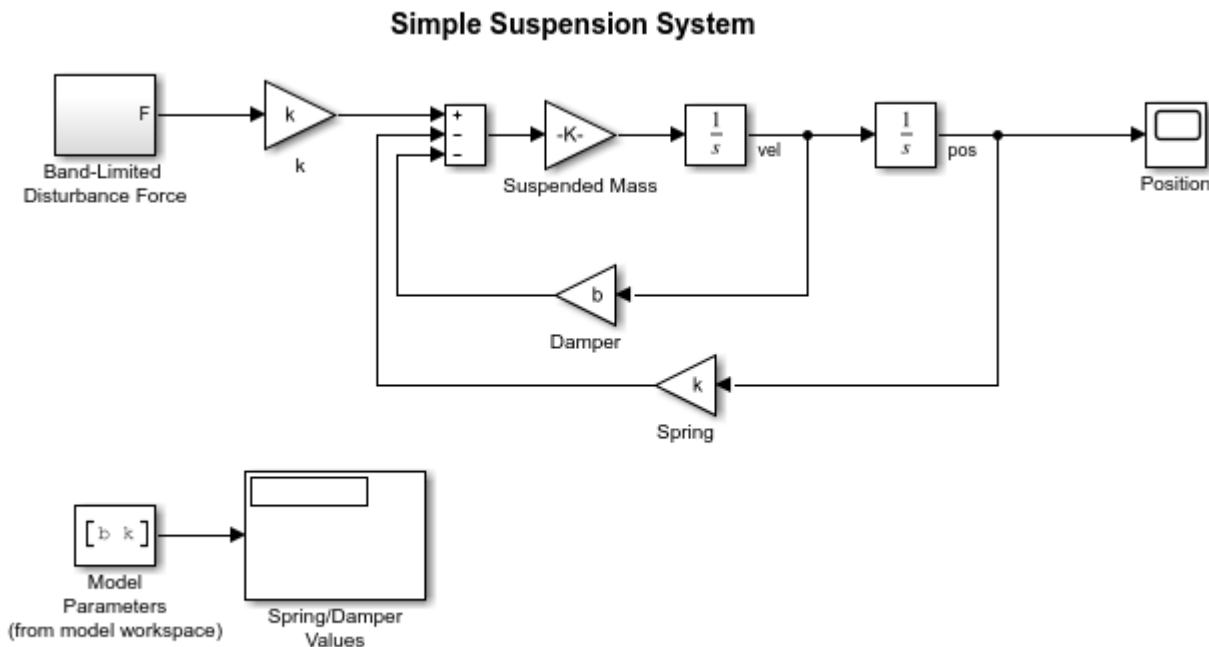 Simple Suspension System
F
Band-Limited
Disturbance Force
k
k
+
−
−
-K-
Suspended Mass
1
s
vel
1
s
pos
Position
b
Damper
k
Spring
[b k]
Model
Parameters
(from model workspace)
Spring/Damper
Values